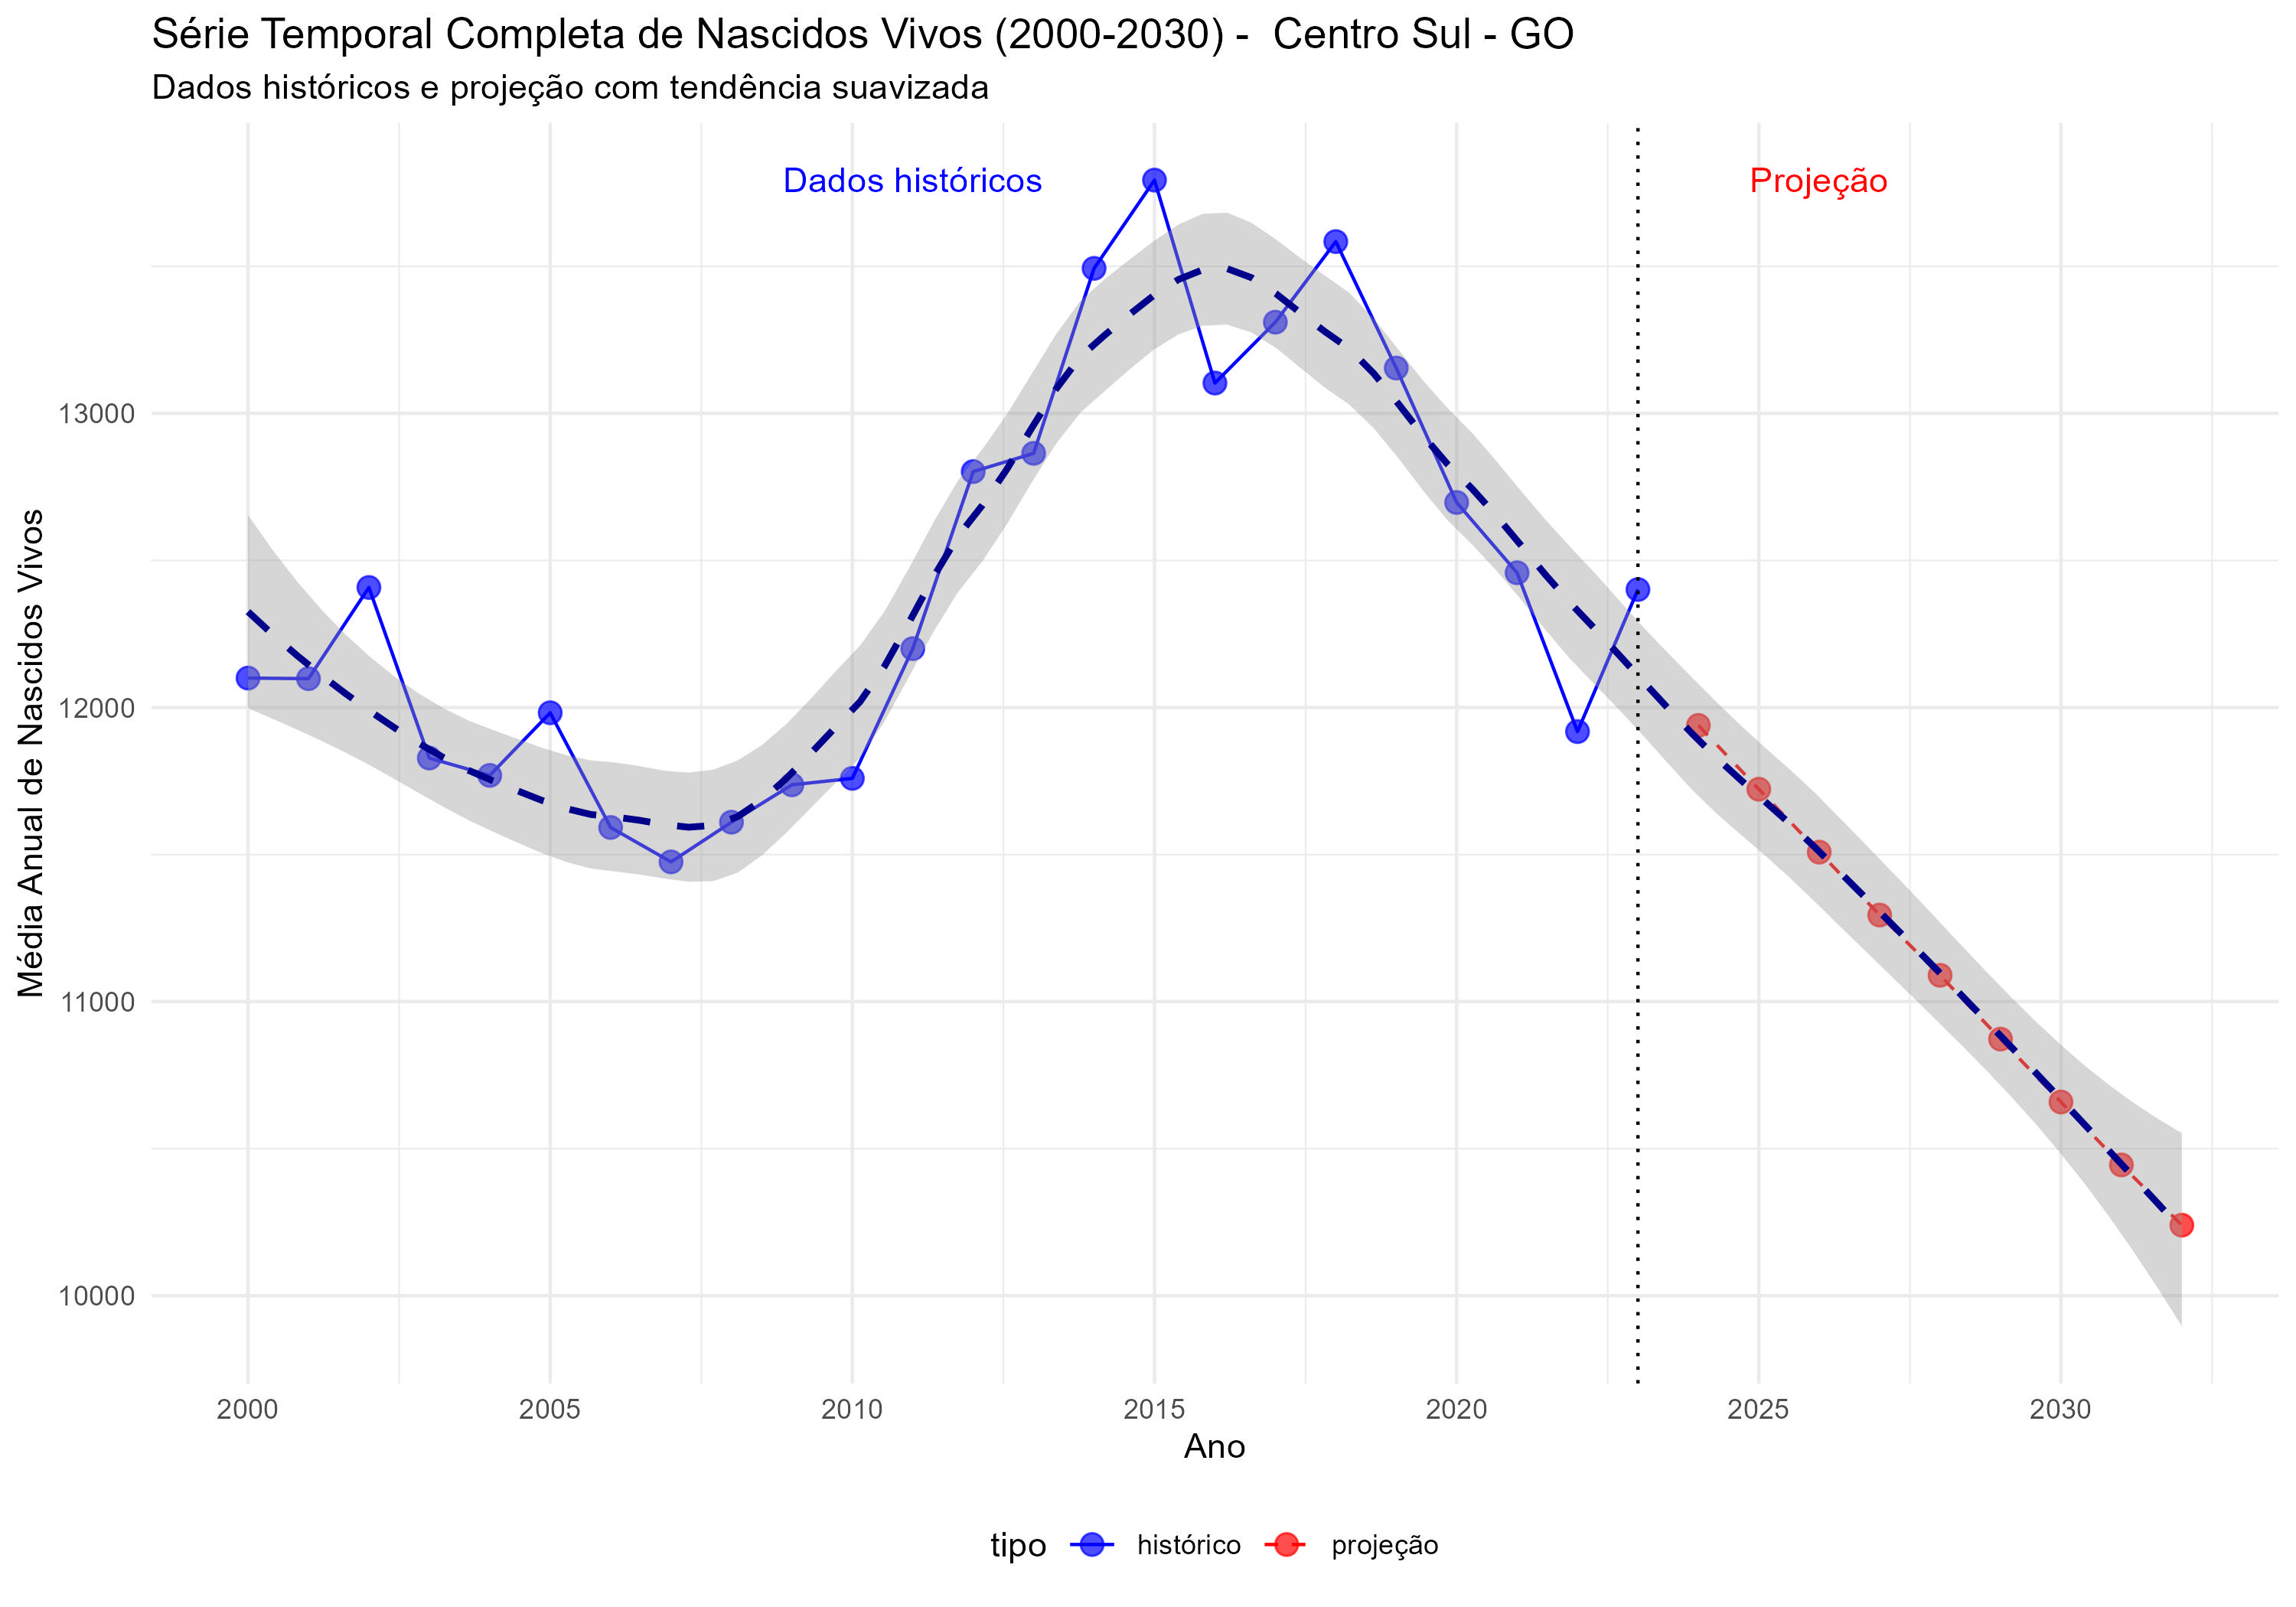 Série Temporal Completa de Nascidos Vivos (2000-2030) -  Centro Sul - GO
Dados históricos e projeção com tendência suavizada
Dados históricos
Projeção
Média Anual de Nascidos Vivos
13000
12000
11000
10000
2000
2005
2010
2015
2020
2025
2030
Ano
tipo histórico projeção